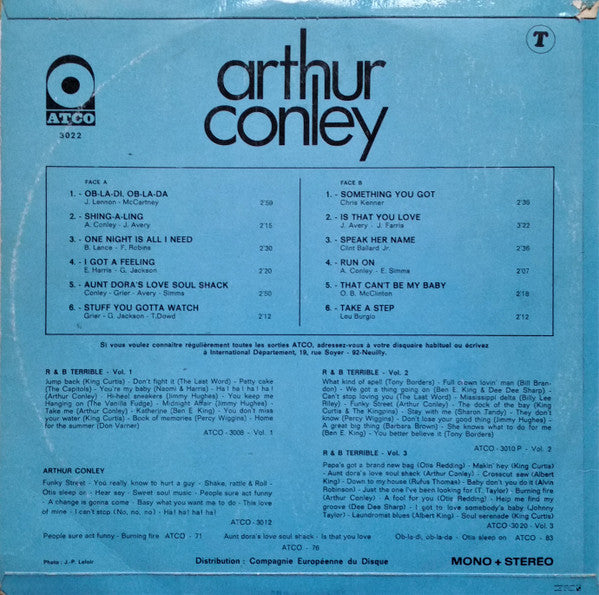 ATCO
3022
arthur
conley
T
FACE A
1. - OB-LA-DI, OB-LA-DA
J. Lennon - McCartney 2'59
2. - SHING-A-LING
A. Conley - J. Avery 2'15
3. - ONE NIGHT IS ALL I NEED
B. Lance - F. Robins 2'30
4. - I GOT A FEELING
E. Harris - G. Jackson 2'20
5. - AUNT DORA'S LOVE SOUL SHACK
Conley - Grier - Avery - Simms 2'50
6. - STUFF YOU GOTTA WATCH
Grier - G. Jackson - T.Dowd 2'12
FACE B
1. - SOMETHING YOU GOT
Chris Kenner 2'36
2. - IS THAT YOU LOVE
J. Avery - J. Farris 3'22
3. - SPEAK HER NAME
Clint Ballard Jr. 2'36
4. - RUN ON
A. Conley - E. Simms 2'07
5. - THAT CAN'T BE MY BABY
O. B. McClinton 2'18
6. - TAKE A STEP
Lou Burgio 2'12
Si vous voulez connaitre régulièrement toutes les sorties ATCO, adressez-vous à votre disquaire habituel ou écrivez
à International Département, 19, rue Soyer - 92-Neuilly.
R & B TERRIBLE - Vol. 1
Jump back (King Curtis) - Don't fight it (The Last Word) - Patty cake
(The Capitols) - You're my baby (Naomi & Harris) - Ha ! ha ! ha ! ha !
(Arthur Conley) - Hi-heel sneakers (Jimmy Hughes) - You keep me
Hanging on (The Vanilla Fudge) - Midnight Affair (Jimmy Hughes) -
Take me (Arthur Conley) - Katherine (Ben E. King) - You don't miss
your water (King Curtis) - Book of memories (Percy Wiggins) - Home
for the summer (Don Varner)
ATCO - 3008 - Vol. 1
ARTHUR CONLEY
Funky Street - You really know to hurt a guy - Shake, rattle & Roll -
Otis sleep on - Hear say - Sweet soul music - People sure act funny
- A change is gonna come - Baby what you want me to do - This love
of mine - I can't stop (No, no, no) - Ha ! ha ! ha ! ha !
ATCO - 3012
R & B TERRIBLE - Vol. 2
What kind of spell (Tony Borders) - Full grown lovin' man (Bill Bran-
don) - We got a thing going on (Ben E. King & Dee Dee Sharp) -
Can't stop loving you (The Last Word) - Mississippi delta (Billy Lee
Riley) - Funky Street (Arthur Conley) - The dock of the bay (King
Curtis & The Kingpins) - Stay with me (Sharon Tandy) - They don't
know (Percy Wiggins) - Don't lose your good thing (Jimmy Hughes) -
A great big thing (Barbara Brown) - She knows what to do for me
(Ben E. King) - You better believe it (Tony Borders)
ATCO - 3010 P - Vol. 2
R & B TERRIBLE - Vol. 3
Papa's got a brand new bag (Otis Redding) - Makin' hey (King Curtis)
- Aunt dora's love soul shack (Arthur Conley) - Crosscut saw (Albert
King) - Down to my house (Rufus Thomas) - Baby don't you do it (Alvin
Robinson) - Just the one I've been looking for (T. Taylor) - Burning fire
(Arthur Conley) - A fool for you (Otis Redding) - Help me find my
groove (Dee Dee Sharp) - I got to love somebody's baby (Johnny
Taylor) - Laundromat blues (Albert King) - Soul serenade (King Curtis)
ATCO - 3020 - Vol. 3
People sure act funny - Burning fire ATCO - 71 Aunt dora's love soul shack - Is that you love Ob-la-di, ob-la-da - Otis sleep on ATCO - 83
ATCO - 76
Photo : J.-P. Leloir
Distribution : Compagnie Européenne du Disque
MONO + STEREO